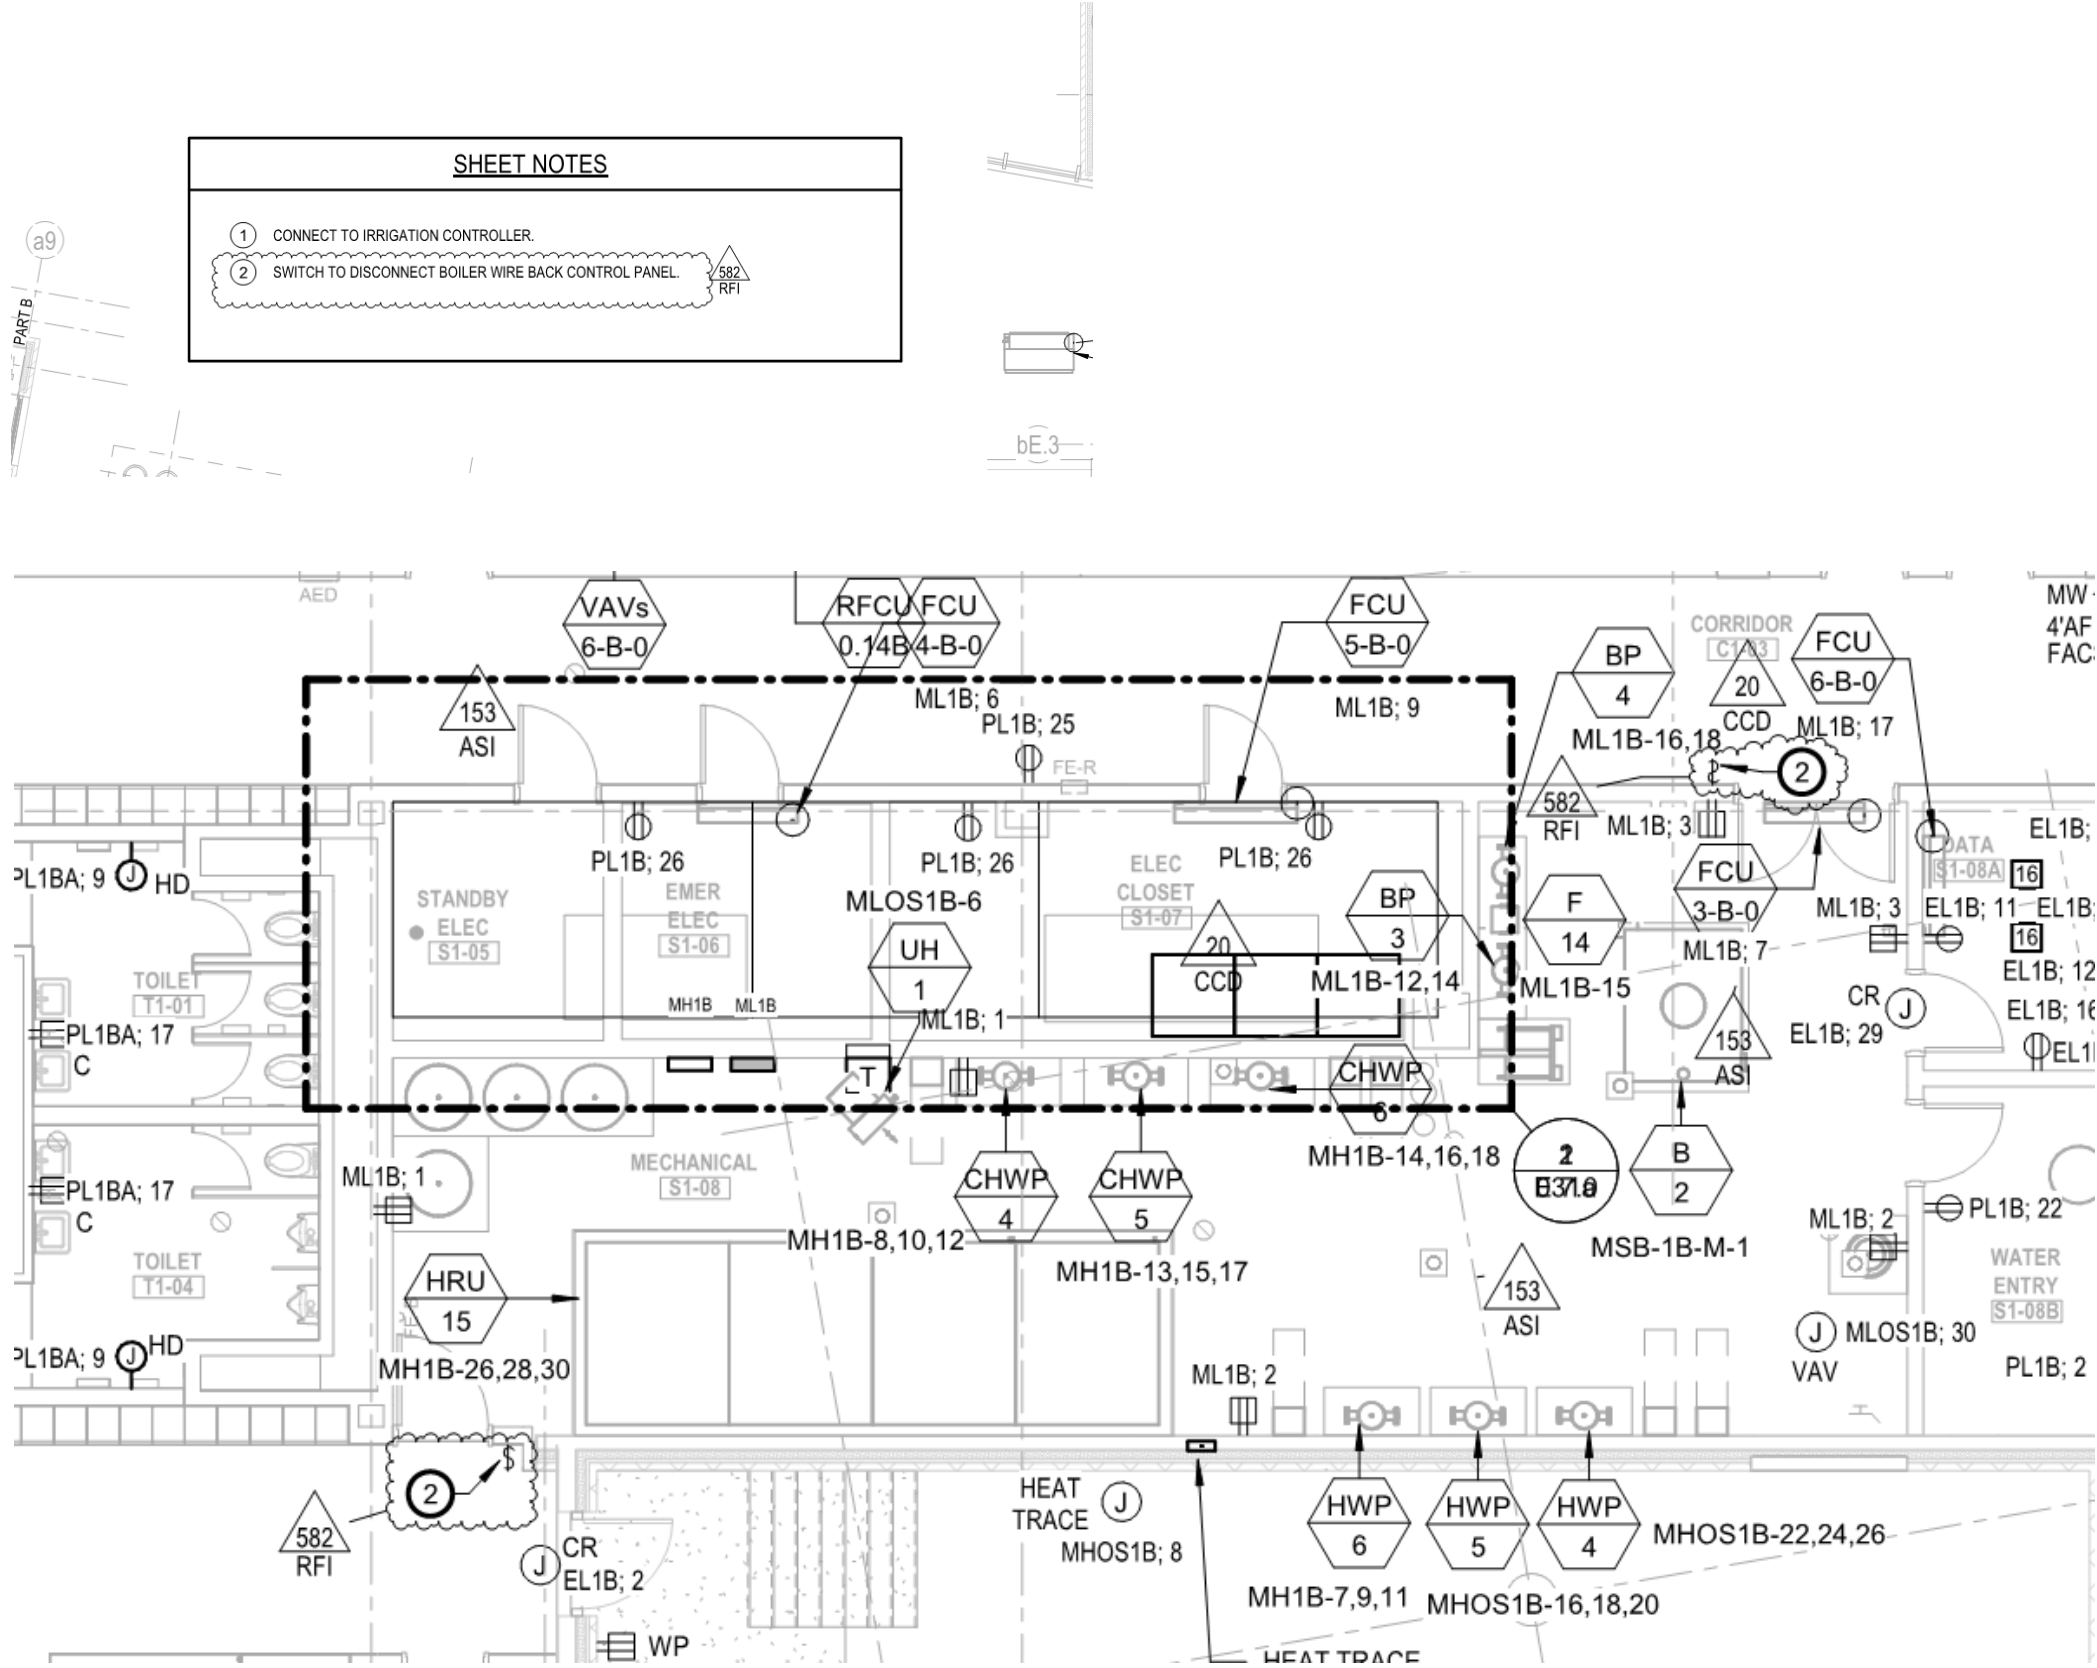 SHEET NOTES
1 CONNECT TO IRRIGATION CONTROLLER.
2 SWITCH TO DISCONNECT BOILER WIRE BACK CONTROL PANEL.
582
RFI
a9
PART B
bE.3
AED
VAVs
6-B-0
RFCU
0.14B
FCU
4-B-0
FCU
5-B-0
BP
4
ML1B-16,18
CORRIDOR
C1-03
20
CCD
FCU
6-B-0
ML1B; 17
MW
4'AF
153
ASI
ML1B; 6
PL1B; 25
ML1B; 9
FE-R
2
582
RFI
ML1B; 3
PL1BA; 9
J
HD
PL1B; 26
PL1B; 26
PL1B; 26
STANDBY
ELEC
S1-05
EMER
ELEC
S1-06
MLOS1B-6
ELEC
CLOSET
S1-07
20
CCD
BP
3
ML1B-12,14
F
14
ML1B-15
FCU
3-B-0
ML1B; 7
DATA
S1-08A
EL1B;
16
ML1B; 3
EL1B; 11
EL1B;
16
EL1B; 12
UH
1
ML1B; 1
MH1B
ML1B
T
TOILET
T1-01
PL1BA; 17
C
CR
J
EL1B; 29
EL1B; 16
153
ASI
CHWP
6
MH1B-14,16,18
B
2
MSB-1B-M-1
PL1BA; 17
C
TOILET
T1-04
ML1B; 1
MECHANICAL
S1-08
CHWP
4
MH1B-8,10,12
CHWP
5
MH1B-13,15,17
ML1B; 2
PL1B; 22
WATER
ENTRY
S1-08B
HRU
15
MH1B-26,28,30
153
ASI
J
MLOS1B; 30
VAV
PL1B; 2
PL1BA; 9
J
HD
ML1B; 2
2
582
RFI
J
CR
EL1B; 2
WP
HEAT
TRACE
J
MHOS1B; 8
HWP
6
MH1B-7,9,11
HWP
5
MHOS1B-16,18,20
HWP
4
MHOS1B-22,24,26
HEAT TRACE